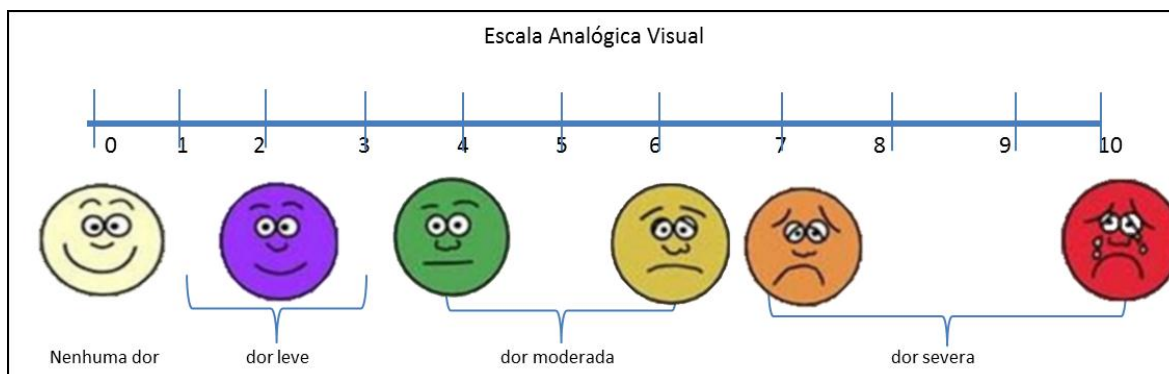 Escala Analógica Visual
0 1 2 3 4 5 6 7 8 9 10
Nenhuma dor dor leve dor moderada dor severa